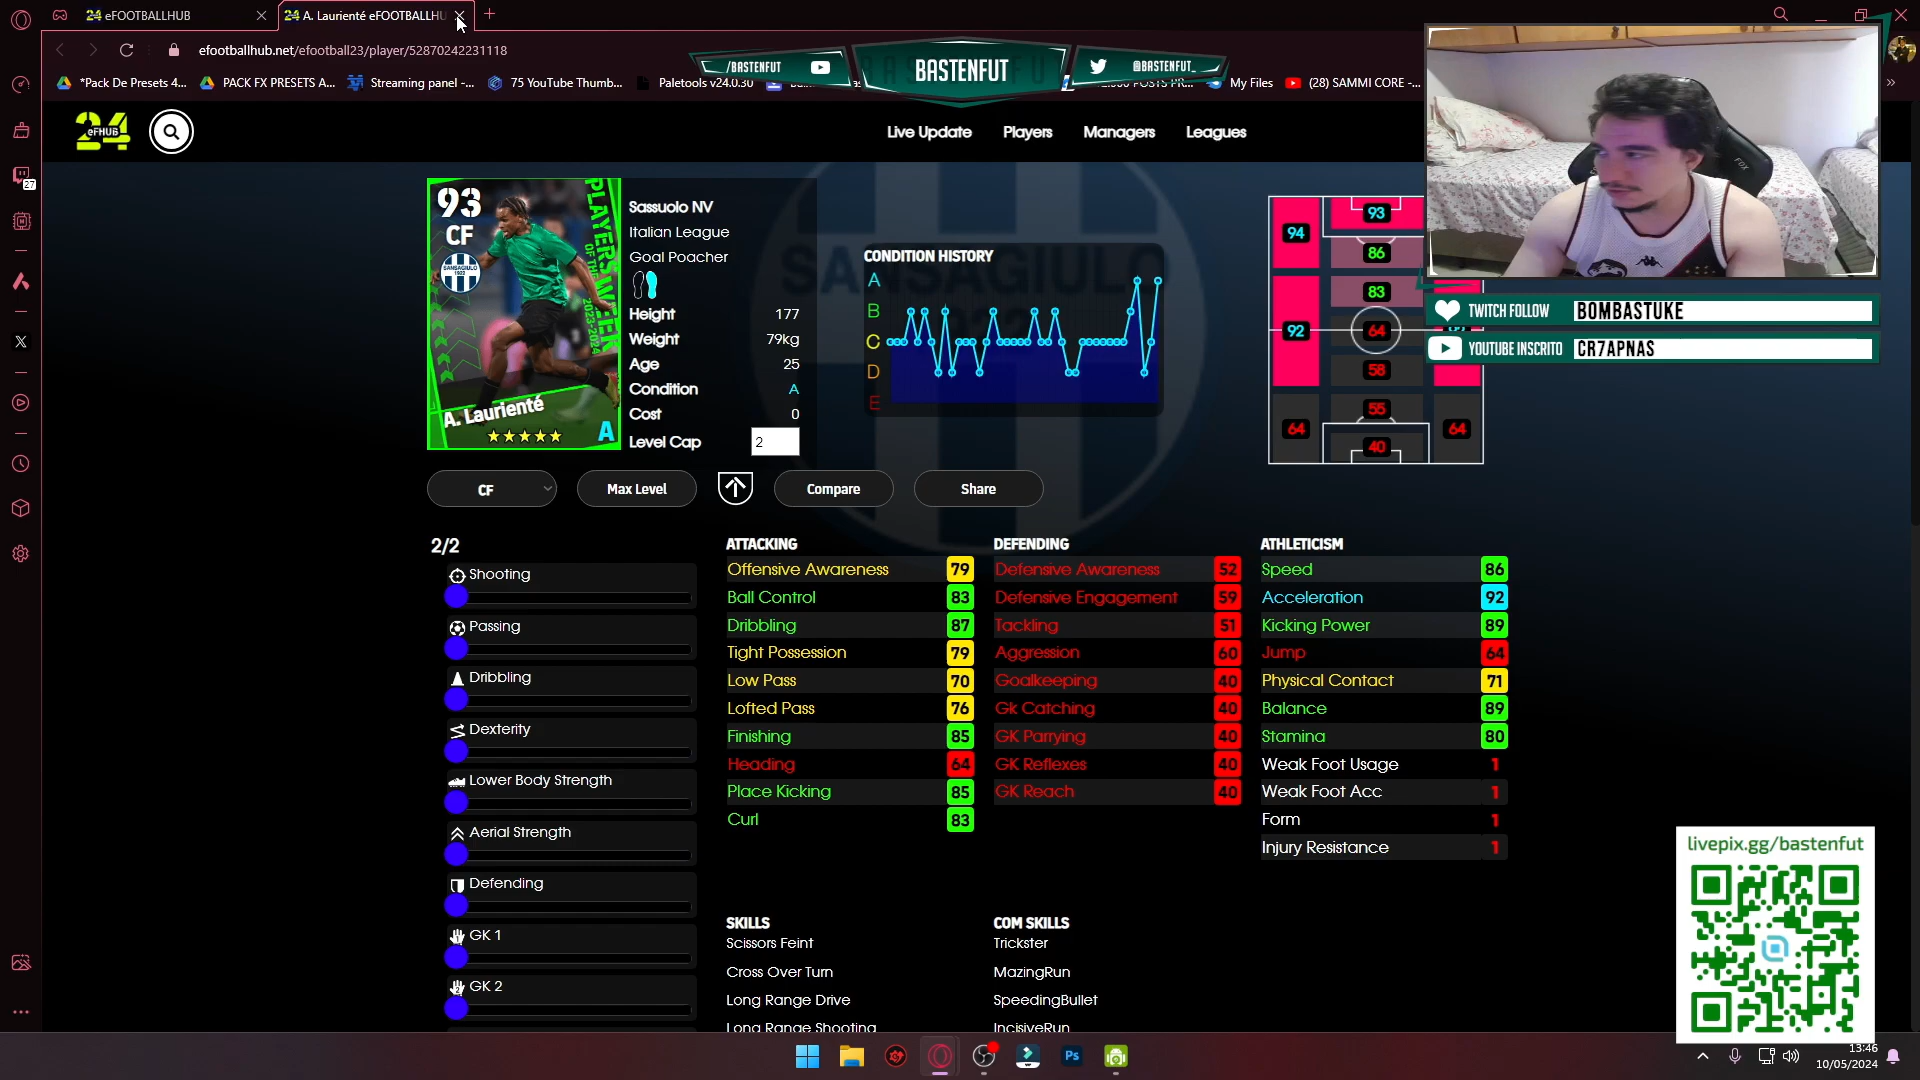 24 eFOOTBALLHUB
24 A. Laurienté eFOOTBALLHU
efootballhub.net/efootball23/player/52870242231118
*Pack De Presets 4...
PACK FX PRESETS A...
Streaming panel -...
75 YouTube Thumb...
Paletools v24.0.30
My Files
(28) SAMMI CORE -...
/BASTENFUT
BASTENFUT
@BASTENFUT_
27
24
eFHUB
Live Update
Players
Managers
Leagues
93
CF
PLAYERS OF THE WEEK
2023-2024
SANSAGIULO
1922
A. Laurienté
A
Sassuolo NV
Italian League
Goal Poacher
Height 177
Weight 79kg
Age 25
Condition A
Cost 0
Level Cap 2
CONDITION HISTORY
A
B
C
D
E
93
94
86
83
92
64
58
55
64
64
40
FOX
TWITCH FOLLOW BOMBASTUKE
YOUTUBE INSCRITO CR7APNAS
CF
Max Level
Compare
Share
2/2
Shooting
Passing
Dribbling
Dexterity
Lower Body Strength
Aerial Strength
Defending
GK 1
GK 2
ATTACKING
Offensive Awareness 79
Ball Control 83
Dribbling 87
Tight Possession 79
Low Pass 70
Lofted Pass 76
Finishing 85
Heading 64
Place Kicking 85
Curl 83
DEFENDING
Defensive Awareness 52
Defensive Engagement 59
Tackling 51
Aggression 60
Goalkeeping 40
Gk Catching 40
GK Parrying 40
GK Reflexes 40
GK Reach 40
ATHLETICISM
Speed 86
Acceleration 92
Kicking Power 89
Jump 64
Physical Contact 71
Balance 89
Stamina 80
Weak Foot Usage 1
Weak Foot Acc 1
Form 1
Injury Resistance 1
SKILLS
Scissors Feint
Cross Over Turn
Long Range Drive
Long Range Shooting
COM SKILLS
Trickster
MazingRun
SpeedingBullet
IncisiveRun
livepix.gg/bastenfut
Ps
13:46
10/05/2024